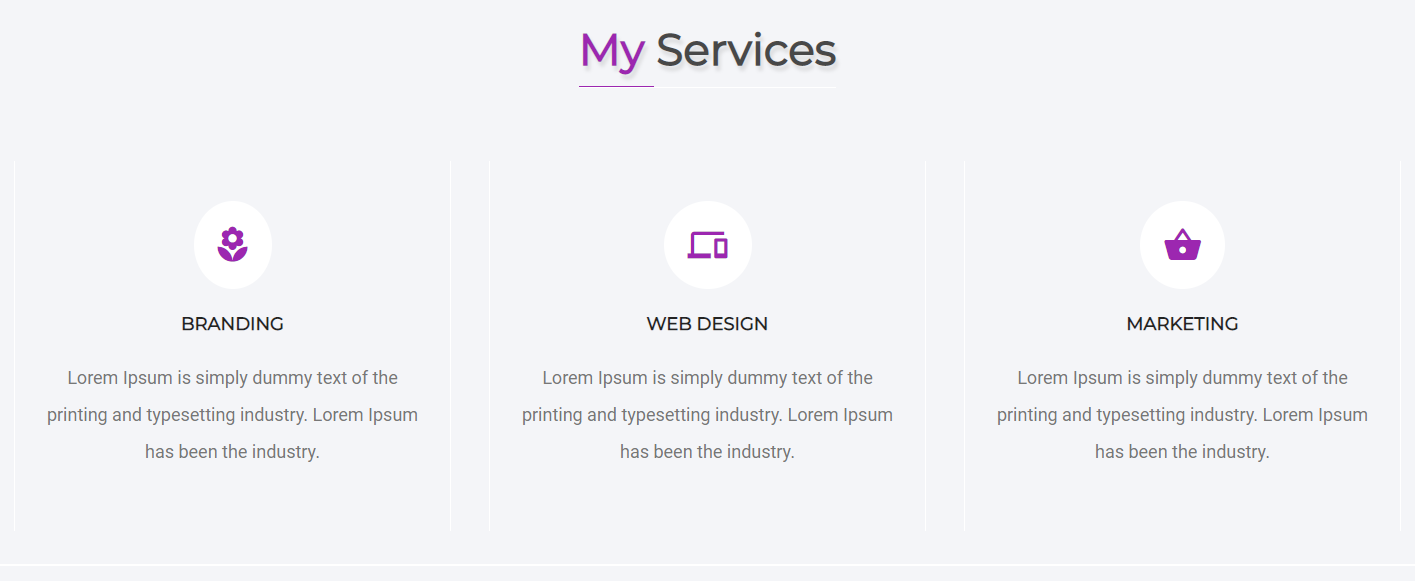 My Services
BRANDING
Lorem Ipsum is simply dummy text of the
printing and typesetting industry. Lorem Ipsum
has been the industry.
WEB DESIGN
Lorem Ipsum is simply dummy text of the
printing and typesetting industry. Lorem Ipsum
has been the industry.
MARKETING
Lorem Ipsum is simply dummy text of the
printing and typesetting industry. Lorem Ipsum
has been the industry.